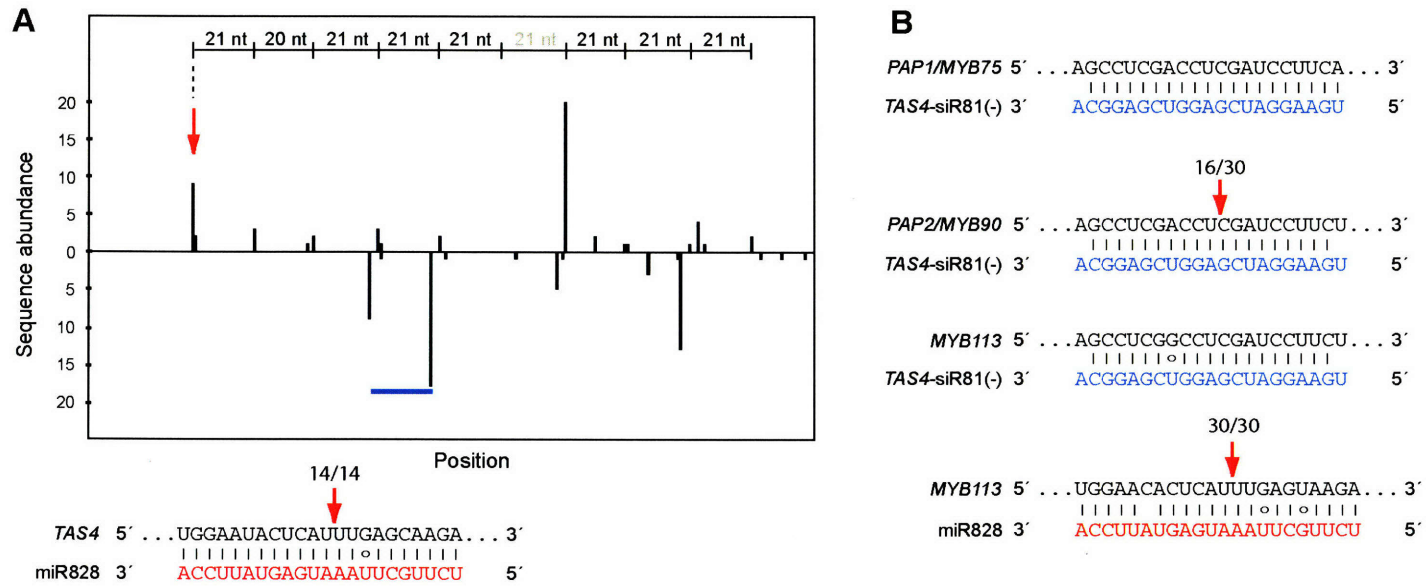 A
21 nt 20 nt 21 nt 21 nt 21 nt 21 nt 21 nt 21 nt 21 nt
Sequence abundance
20
15
10
5
0
5
10
15
20
Position
14/14
TAS4 5´ ...UGGAAUACUCAUUUGAGCAAGA... 3´
miR828 3´ ACCUUAUGAGUAAAUUCGUUCU 5´
B
PAP1/MYB75 5´ ...AGCCUCGACCUCGAUCCUUCA... 3´
TAS4-siR81(-) 3´ ACGGAGCUGGAGCUAGGAAGU 5´
16/30
PAP2/MYB90 5´ ...AGCCUCGACCUCGAUCCUUCU... 3´
TAS4-siR81(-) 3´ ACGGAGCUGGAGCUAGGAAGU 5´
MYB113 5´ ...AGCCUCGGCCUCGAUCCUUCU... 3´
TAS4-siR81(-) 3´ ACGGAGCUGGAGCUAGGAAGU 5´
30/30
MYB113 5´ ...UGGAACACUCAUUUGAGUAAGA... 3´
miR828 3´ ACCUUAUGAGUAAAUUCGUUCU 5´